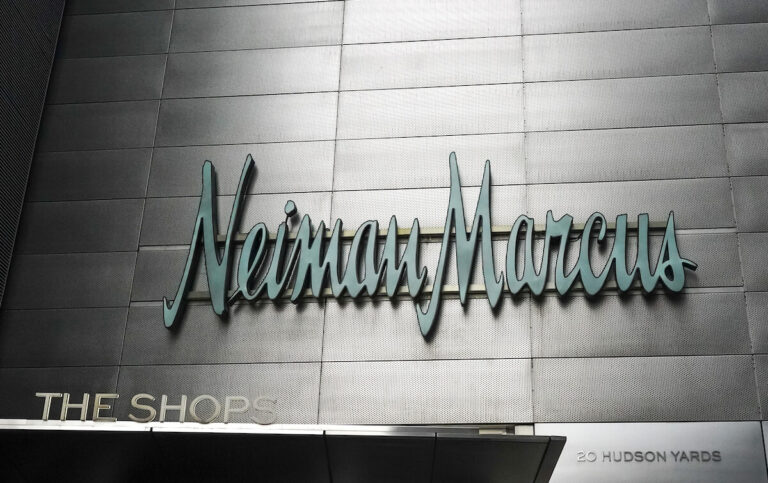 Neiman Marcus
THE SHOPS
20 HUDSON YARDS